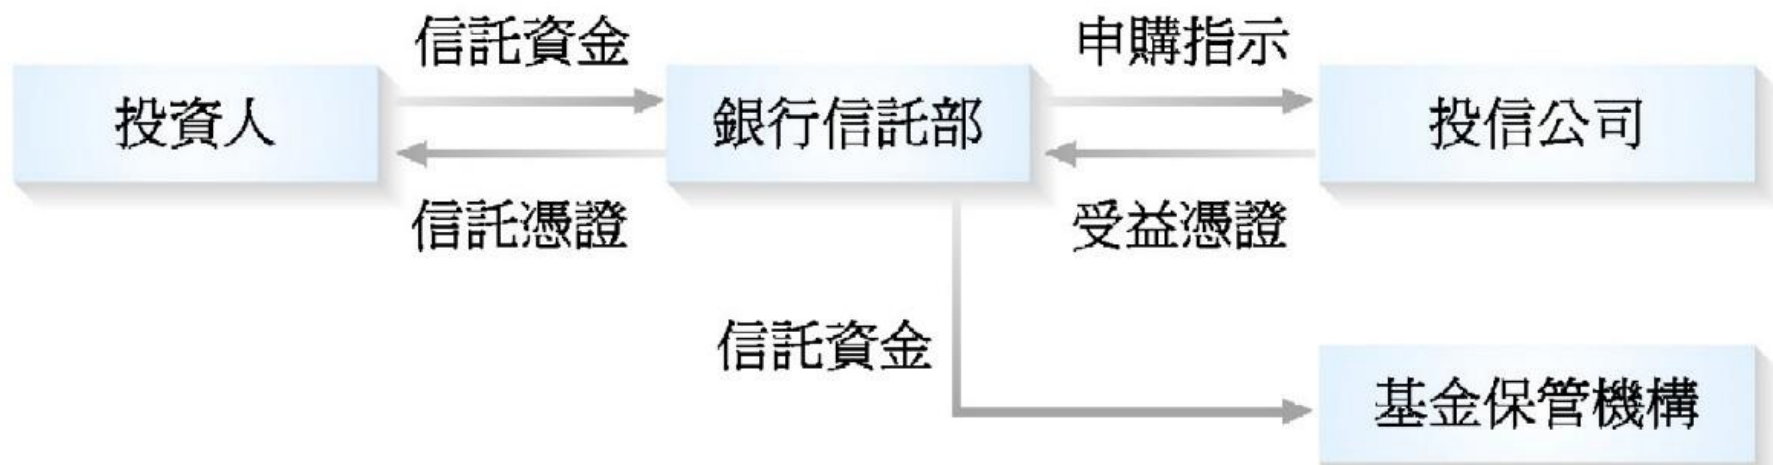 信託資金
申購指示
投資人
銀行信託部
投信公司
信託憑證
受益憑證
信託資金
基金保管機構